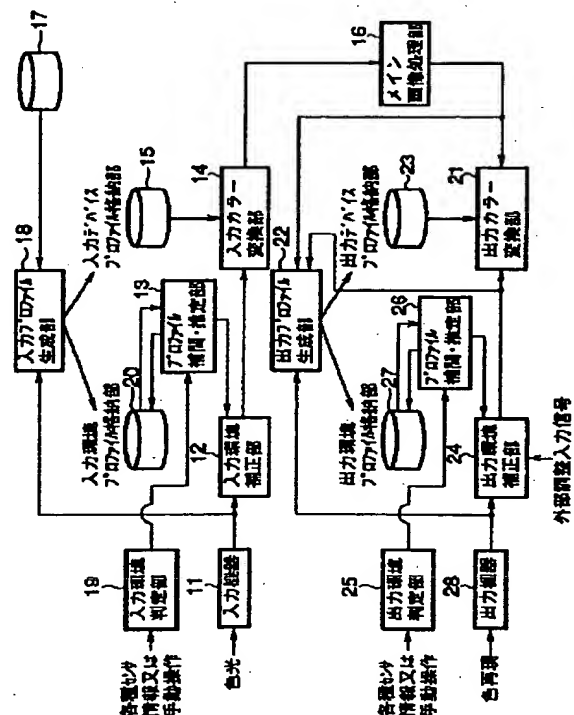 17
18
入力プロファイル
生成部
入力デバイス
プロファイル格納部
15
14
入力カラー
変換部
16
メイン
画像処理部
入力環境
プロファイル格納部
20
13
プロファイル
補間・推定部
12
入力環境
補正部
19
入力環境
判定部
各種センサ
情報又は
手動操作
11
入力機器
色光
22
出力プロファイル
生成部
出力デバイス
プロファイル格納部
23
21
出力カラー
変換部
出力環境
プロファイル格納部
27
26
プロファイル
補間・推定部
24
出力環境
補正部
外部調整入力信号
25
出力環境
判定部
各種センサ
情報又は
手動操作
28
出力機器
色再現